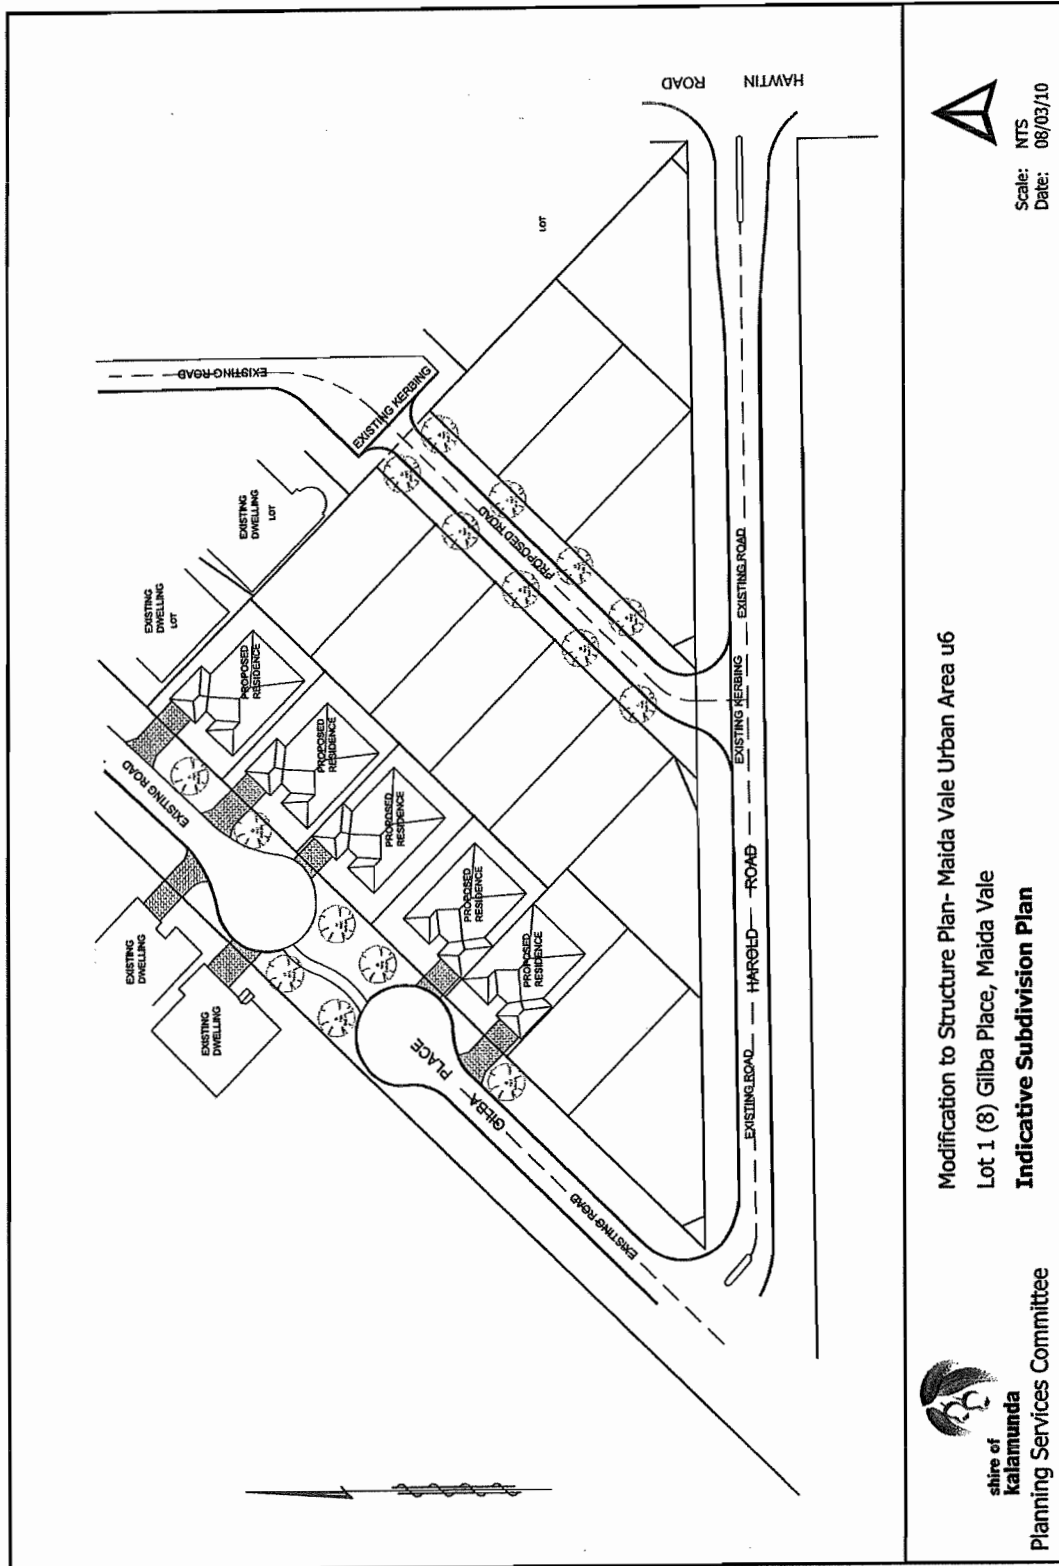 HAWTIN
ROAD
LOT
EXISTING ROAD
EXISTING KERBING
EXISTING
DWELLING
LOT
EXISTING
DWELLING
LOT
PROPOSED ROAD
PROPOSED
RESIDENCE
PROPOSED
RESIDENCE
PROPOSED
RESIDENCE
PROPOSED
RESIDENCE
PROPOSED
RESIDENCE
EXISTING ROAD
EXISTING
DWELLING
EXISTING
DWELLING
GILBA PLACE
EXISTING ROAD
EXISTING ROAD
HAROLD ROAD
EXISTING KERBING
EXISTING ROAD
shire of
kalamunda
Planning Services Committee
Modification to Structure Plan- Maida Vale Urban Area u6
Lot 1 (8) Gilba Place, Maida Vale
Indicative Subdivision Plan
Scale: NTS
Date: 08/03/10